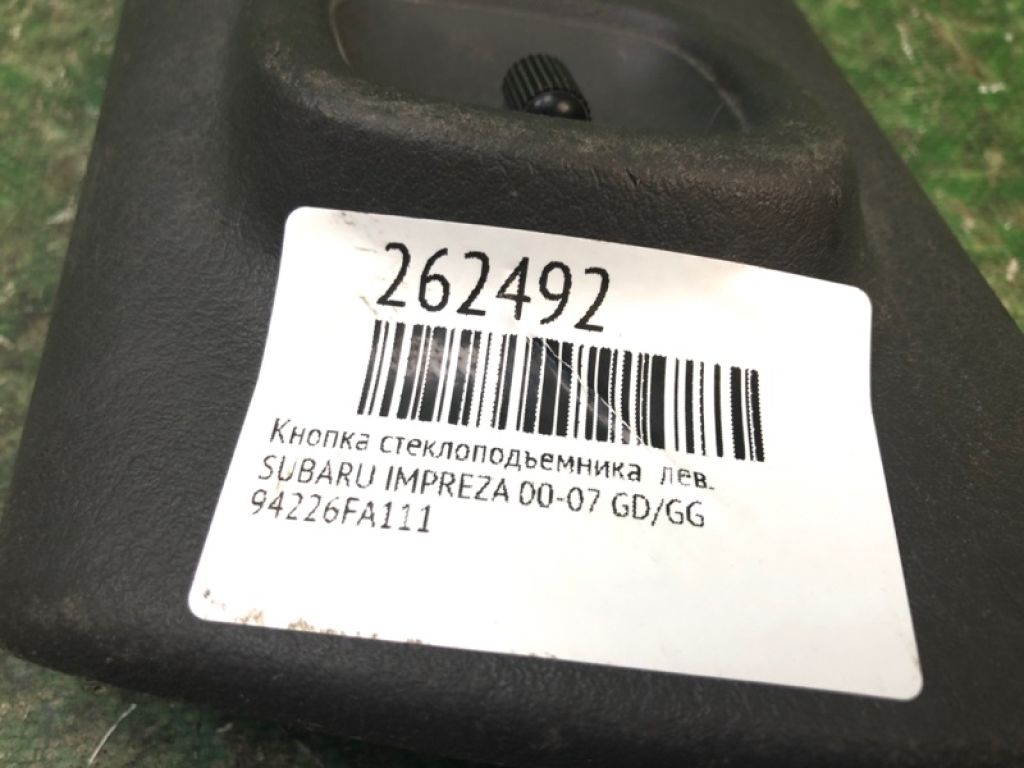 262492
Кнопка стеклоподъемника лев.
SUBARU IMPREZA 00-07 GD/GG
94226FA111